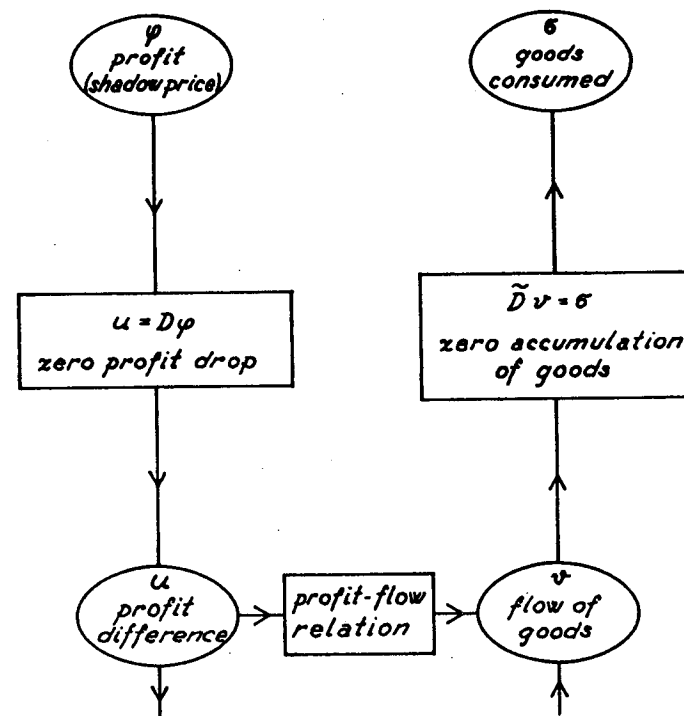 φ
profit
(shadow price)
σ
goods
consumed
u = Dφ
zero profit drop
D̃ v = σ
zero accumulation
of goods
u
profit
difference
profit-flow
relation
v
flow of
goods